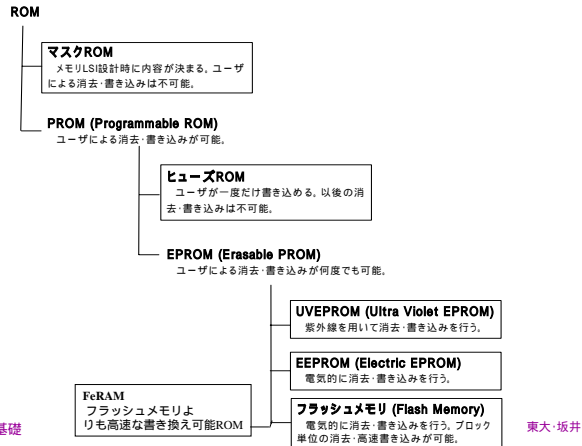 ROM
マスクROM
メモリLSI設計時に内容が決まる。ユーザ
による消去・書き込みは不可能。
PROM (Programmable ROM)
ユーザによる消去・書き込みが可能。
ヒューズROM
ユーザが一度だけ書き込める。以後の消
去・書き込みは不可能。
EPROM (Erasable PROM)
ユーザによる消去・書き込みが何度でも可能。
UVEPROM (Ultra Violet EPROM)
紫外線を用いて消去・書き込みを行う。
EEPROM (Electric EPROM)
電気的に消去・書き込みを行う。
FeRAM
フラッシュメモリよ
りも高速な書き換え可能ROM
フラッシュメモリ (Flash Memory)
電気的に消去・書き込みを行う。ブロック
単位の消去・高速書き込みが可能。
基礎
東大・坂井